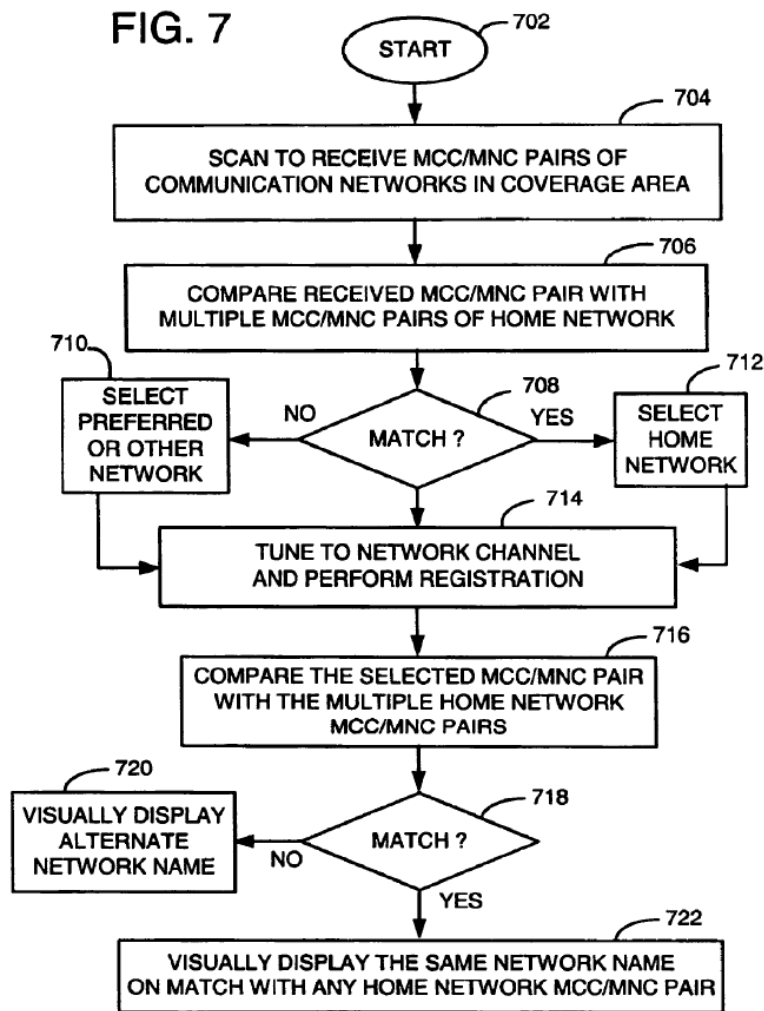 FIG. 7
702
START
704
SCAN TO RECEIVE MCC/MNC PAIRS OF
COMMUNICATION NETWORKS IN COVERAGE AREA
706
COMPARE RECEIVED MCC/MNC PAIR WITH
MULTIPLE MCC/MNC PAIRS OF HOME NETWORK
710
SELECT
PREFERRED
OR OTHER
NETWORK
NO
708
MATCH ?
YES
712
SELECT
HOME
NETWORK
714
TUNE TO NETWORK CHANNEL
AND PERFORM REGISTRATION
716
COMPARE THE SELECTED MCC/MNC PAIR
WITH THE MULTIPLE HOME NETWORK
MCC/MNC PAIRS
720
VISUALLY DISPLAY
ALTERNATE
NETWORK NAME
NO
718
MATCH ?
YES
722
VISUALLY DISPLAY THE SAME NETWORK NAME
ON MATCH WITH ANY HOME NETWORK MCC/MNC PAIR